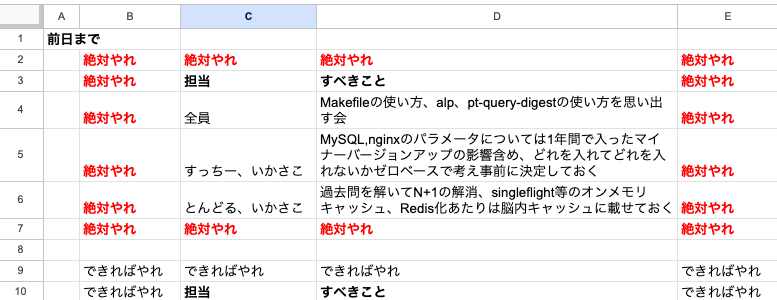 A B C D E
1 前日まで
2 絶対やれ 絶対やれ 絶対やれ 絶対やれ
3 絶対やれ 担当 すべきこと 絶対やれ
Makefileの使い方、alp、pt-query-digestの使い方を思い出
4 絶対やれ 全員 す会 絶対やれ
MySQL,nginxのパラメータについては1年間で入ったマイ
ナーバージョンアップの影響含め、どれを入れてどれを入
5 絶対やれ すっちー、いかさこ れないかゼロベースで考え事前に決定しておく 絶対やれ
過去問を解いてN+1の解消、singleflight等のオンメモリ
6 絶対やれ とんどる、いかさこ キャッシュ、Redis化あたりは脳内キャッシュに載せておく 絶対やれ
7 絶対やれ 絶対やれ 絶対やれ 絶対やれ
8
9 できればやれ できればやれ できればやれ できればやれ
10 できればやれ 担当 すべきこと できればやれ